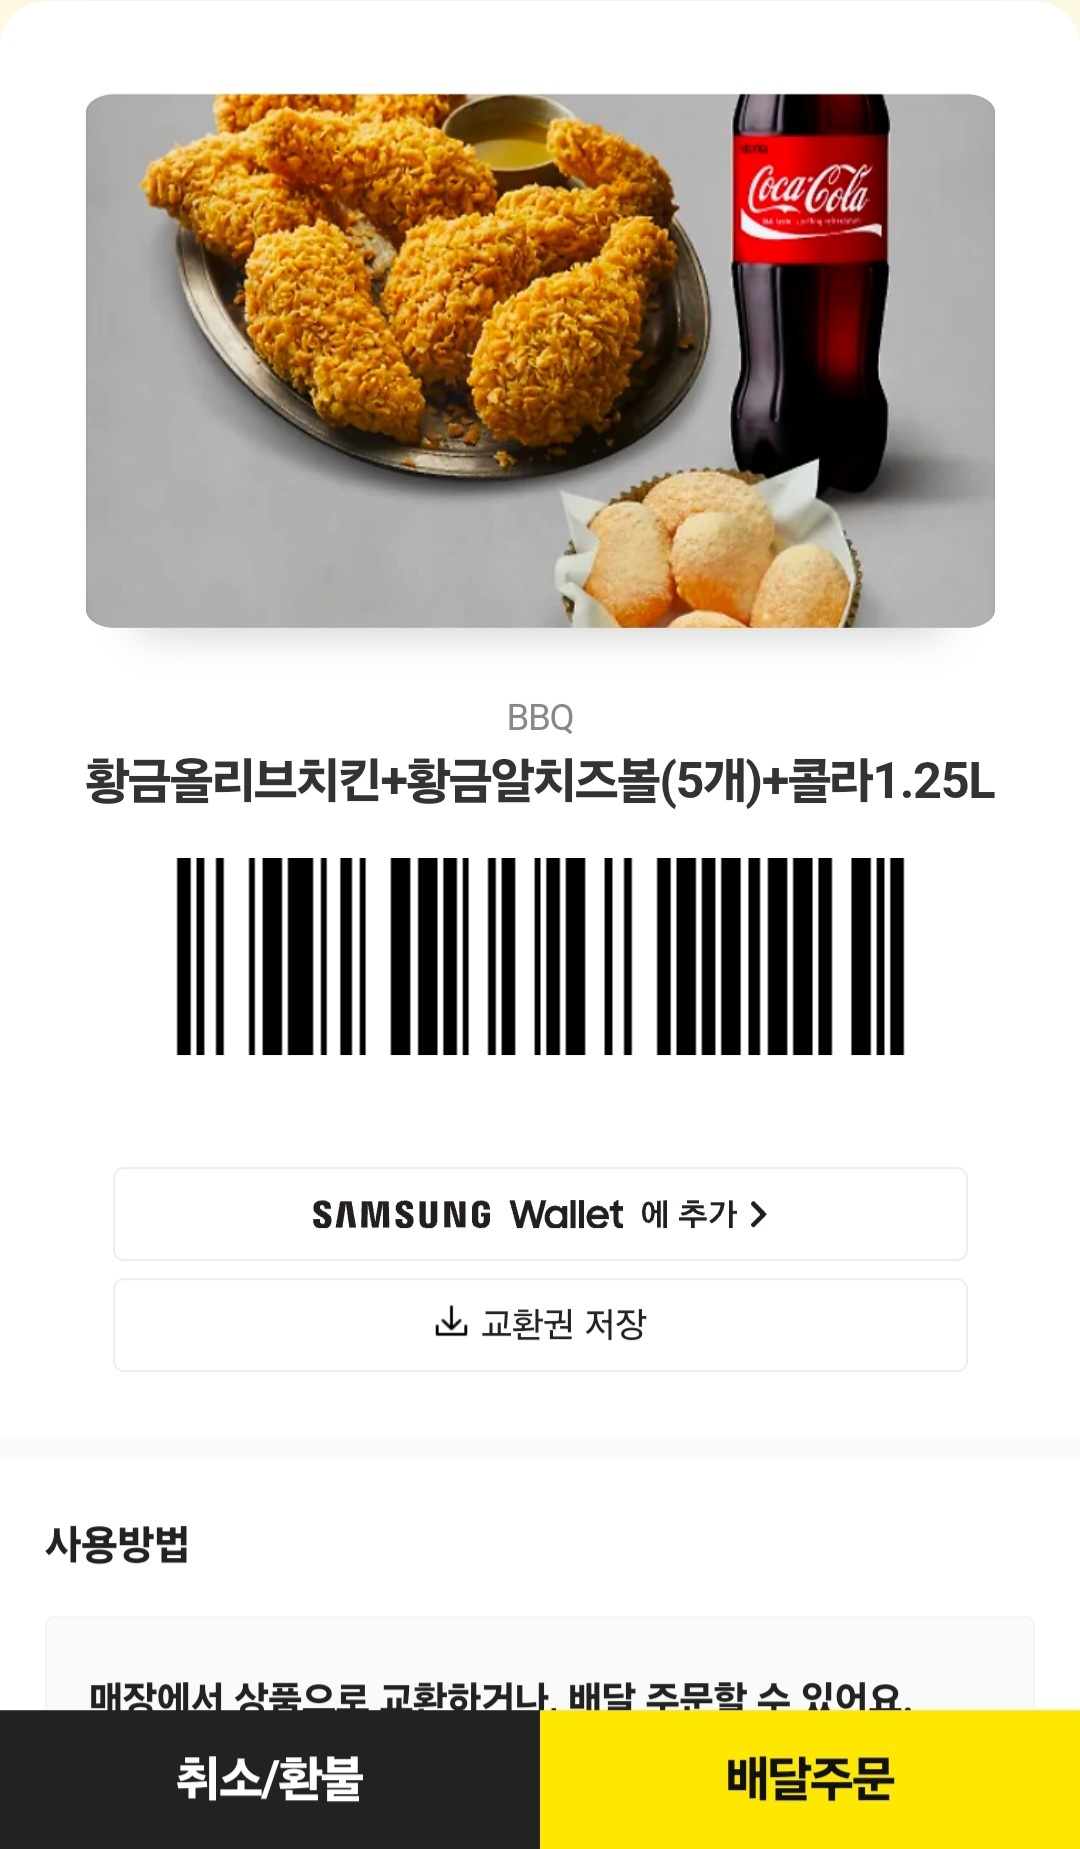 Coca-Cola
BBQ
황금올리브치킨+황금알치즈볼(5개)+콜라1.25L
SAMSUNG Wallet 에 추가
교환권 저장
사용방법
매장에서 상품으로 교환하거나, 배달 주문할 수 있어요.
취소/환불
배달주문